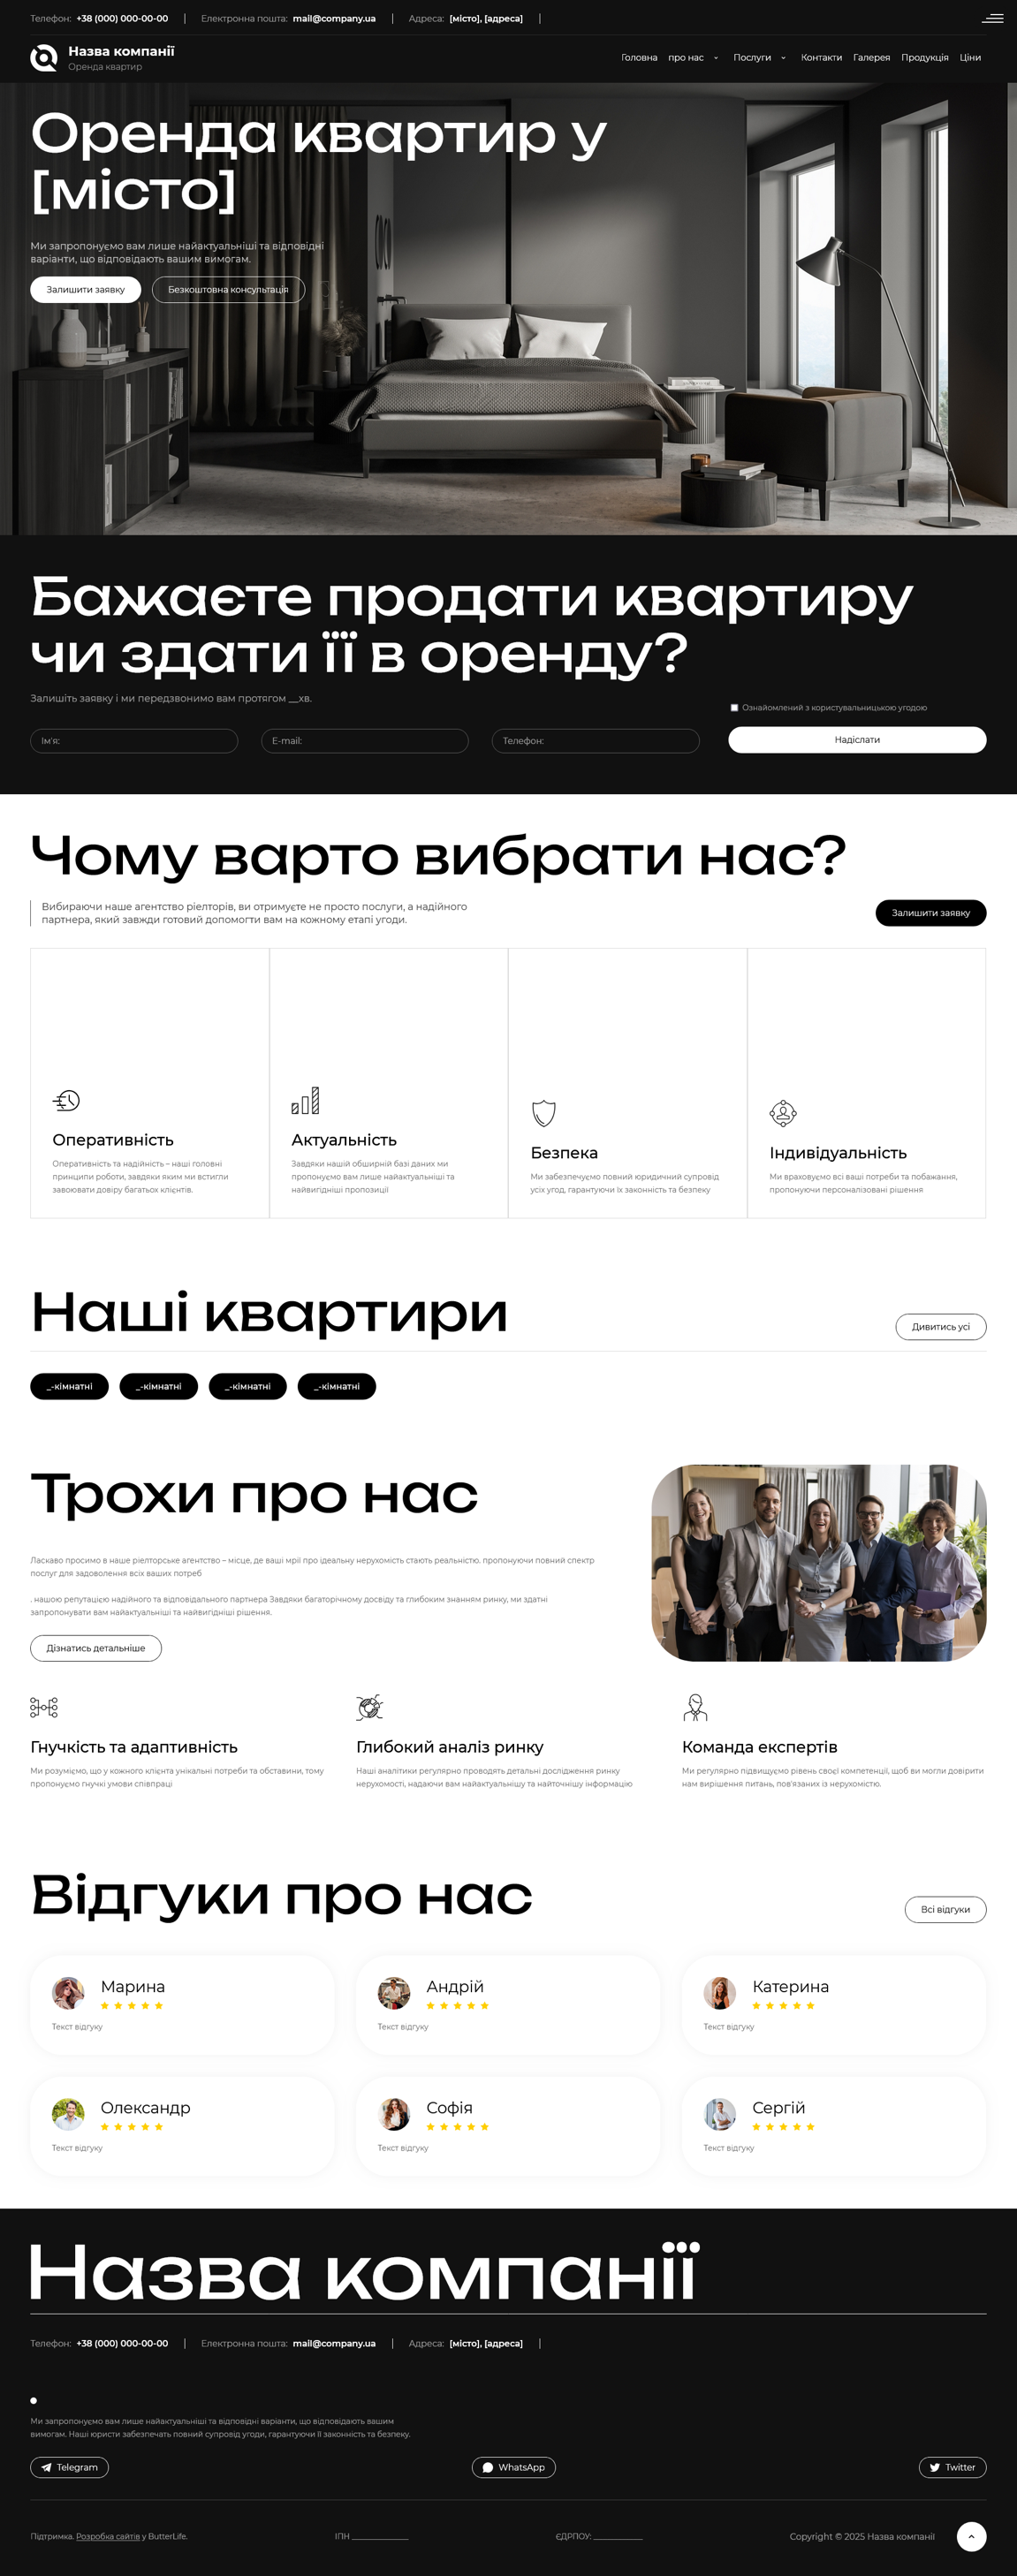 Телефон: +38 (000) 000-00-00 Електронна пошта: mail@company.ua Адреса: [місто], [адреса]
Назва компанії
Оренда квартир
Головна про нас Послуги Контакти Галерея Продукція Ціни
Оренда квартир у
[місто]
Ми запропонуємо вам лише найактуальніші та відповідні
варіанти, що відповідають вашим вимогам.
Залишити заявку Безкоштовна консультація
Бажаєте продати квартиру
чи здати її в оренду?
Залишіть заявку і ми передзвонимо вам протягом __хв.
Ознайомлений з користувальницькою угодою
Ім'я: E-mail: Телефон: Надіслати
Чому варто вибрати нас?
Вибираючи наше агентство рієлторів, ви отримуєте не просто послуги, а надійного
партнера, який завжди готовий допомогти вам на кожному етапі угоди.
Залишити заявку
Оперативність
Оперативність та надійність – наші головні
принципи роботи, завдяки яким ми встигли
завоювати довіру багатьох клієнтів.
Актуальність
Завдяки нашій обширній базі даних ми
пропонуємо вам лише найактуальніші та
найвигідніші пропозиції
Безпека
Ми забезпечуємо повний юридичний супровід
усіх угод, гарантуючи їх законність та безпеку
Індивідуальність
Ми враховуємо всі ваші потреби та побажання,
пропонуючи персоналізовані рішення
Наші квартири
Дивитись усі
_-кімнатні _-кімнатні _-кімнатні _-кімнатні
Трохи про нас
Ласкаво просимо в наше ріелторське агентство – місце, де ваші мрії про ідеальну нерухомість стають реальністю. пропонуючи повний спектр
послуг для задоволення всіх ваших потреб
. нашою репутацією надійного та відповідального партнера Завдяки багаторічному досвіду та глибоким знанням ринку, ми здатні
запропонувати вам найактуальніші та найвигідніші рішення.
Дізнатись детальніше
Гнучкість та адаптивність
Ми розуміємо, що у кожного клієнта унікальні потреби та обставини, тому
пропонуємо гнучкі умови співпраці
Глибокий аналіз ринку
Наші аналітики регулярно проводять детальні дослідження ринку
нерухомості, надаючи вам найактуальнішу та найточнішу інформацію
Команда експертів
Ми регулярно підвищуємо рівень своєї компетенції, щоб ви могли довірити
нам вирішення питань, пов'язаних із нерухомістю.
Відгуки про нас
Всі відгуки
Марина
Текст відгуку
Андрій
Текст відгуку
Катерина
Текст відгуку
Олександр
Текст відгуку
Софія
Текст відгуку
Сергій
Текст відгуку
Назва компанії
Телефон: +38 (000) 000-00-00 Електронна пошта: mail@company.ua Адреса: [місто], [адреса]
Ми запропонуємо вам лише найактуальніші та відповідні варіанти, що відповідають вашим
вимогам. Наші юристи забезпечать повний супровід угоди, гарантуючи її законність та безпеку.
Telegram WhatsApp Twitter
Підтримка. Розробка сайтів у ButterLife. ІПН ______________ ЄДРПОУ: ____________ Copyright © 2025 Назва компанії